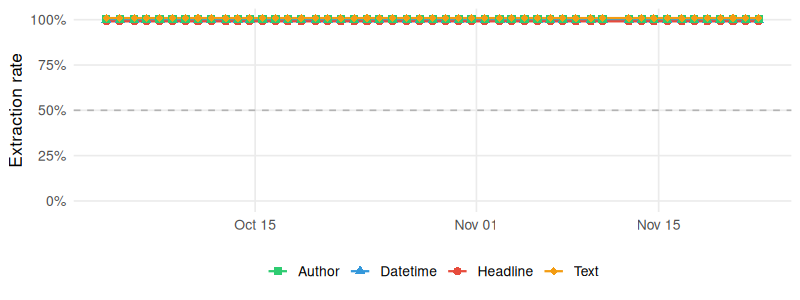 100%
75%
50%
25%
0%
Extraction rate
Oct 15
Nov 01
Nov 15
Author
Datetime
Headline
Text